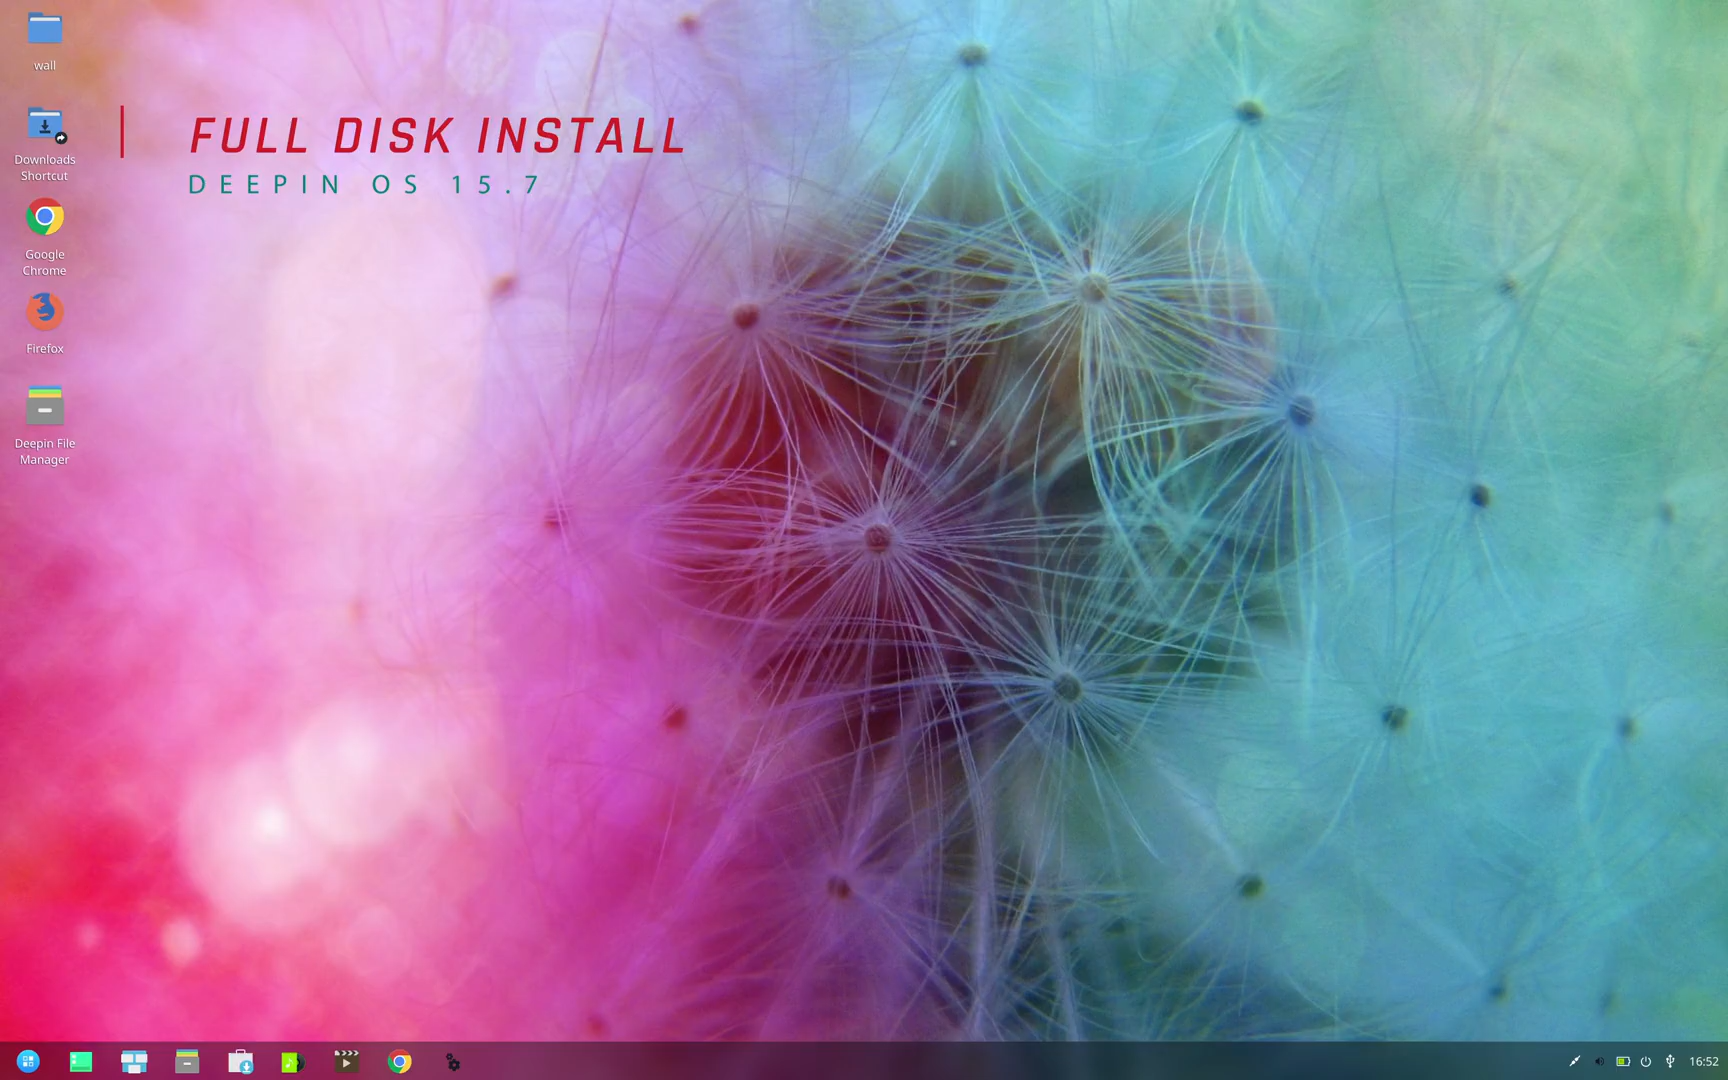 wall
FULL DISK INSTALL
DEEPIN OS 15.7
Downloads
Shortcut
Google
Chrome
Firefox
Deepin File
Manager
16:52